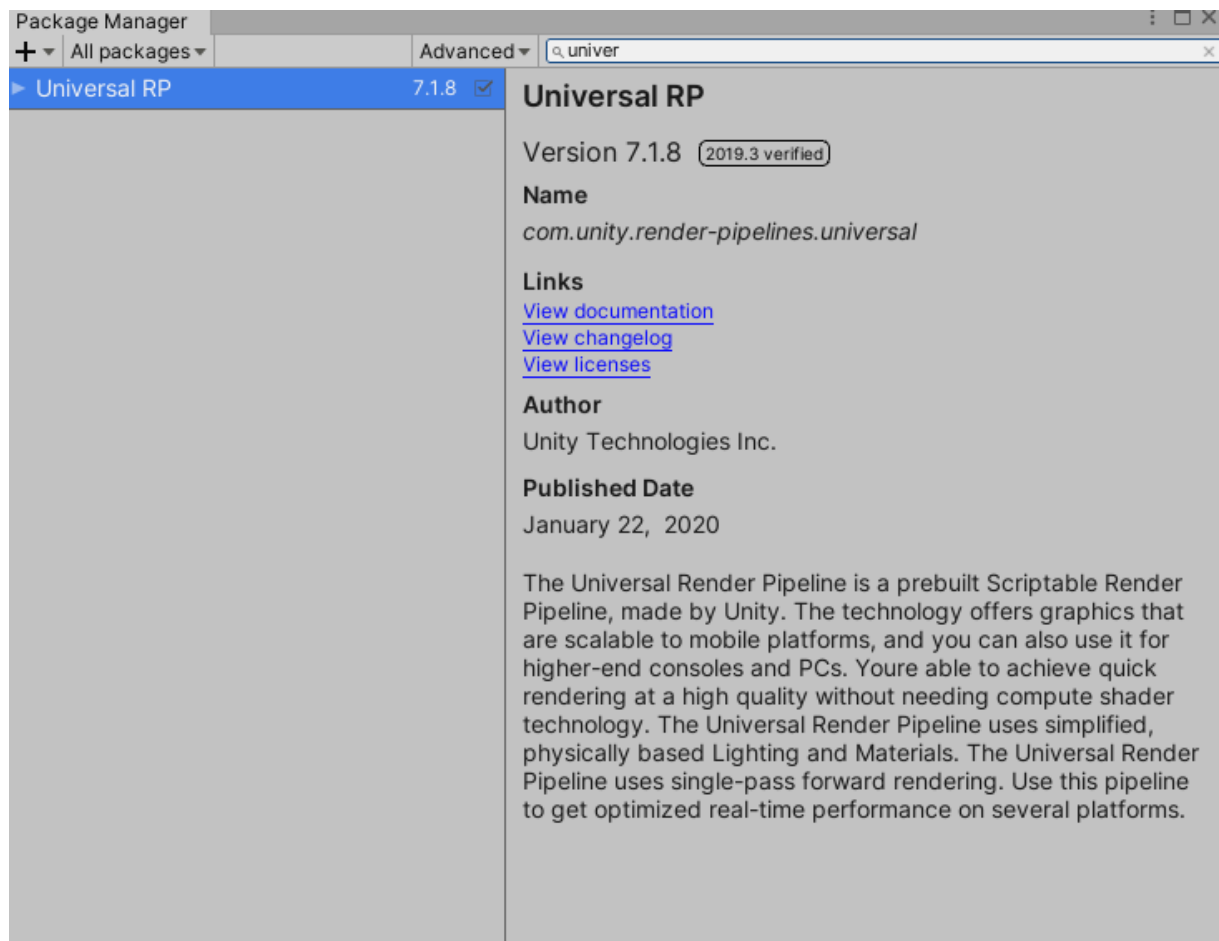 Package Manager
All packages
Advanced
univer
Universal RP 7.1.8
Universal RP
Version 7.1.8 2019.3 verified
Name
com.unity.render-pipelines.universal
Links
View documentation
View changelog
View licenses
Author
Unity Technologies Inc.
Published Date
January 22, 2020
The Universal Render Pipeline is a prebuilt Scriptable Render
Pipeline, made by Unity. The technology offers graphics that
are scalable to mobile platforms, and you can also use it for
higher-end consoles and PCs. Youre able to achieve quick
rendering at a high quality without needing compute shader
technology. The Universal Render Pipeline uses simplified,
physically based Lighting and Materials. The Universal Render
Pipeline uses single-pass forward rendering. Use this pipeline
to get optimized real-time performance on several platforms.